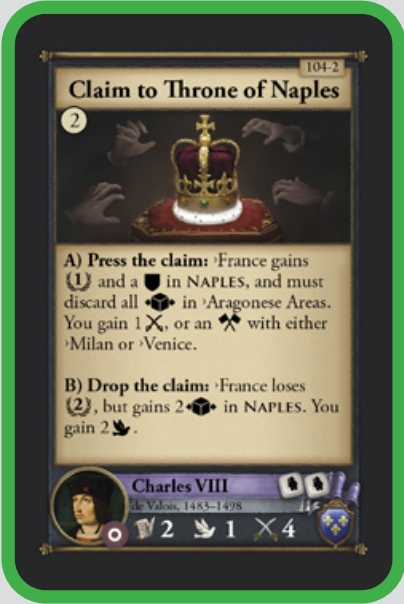 104-2
Claim to Throne of Naples
2
A) Press the claim: ›France gains
(1) and a in NAPLES, and must
discard all in ›Aragonese Areas.
You gain 1 , or an with either
›Milan or ›Venice.
B) Drop the claim: ›France loses
(2), but gains 2 in NAPLES. You
gain 2 .
Charles VIII
de Valois, 1483–1498
2 1 4